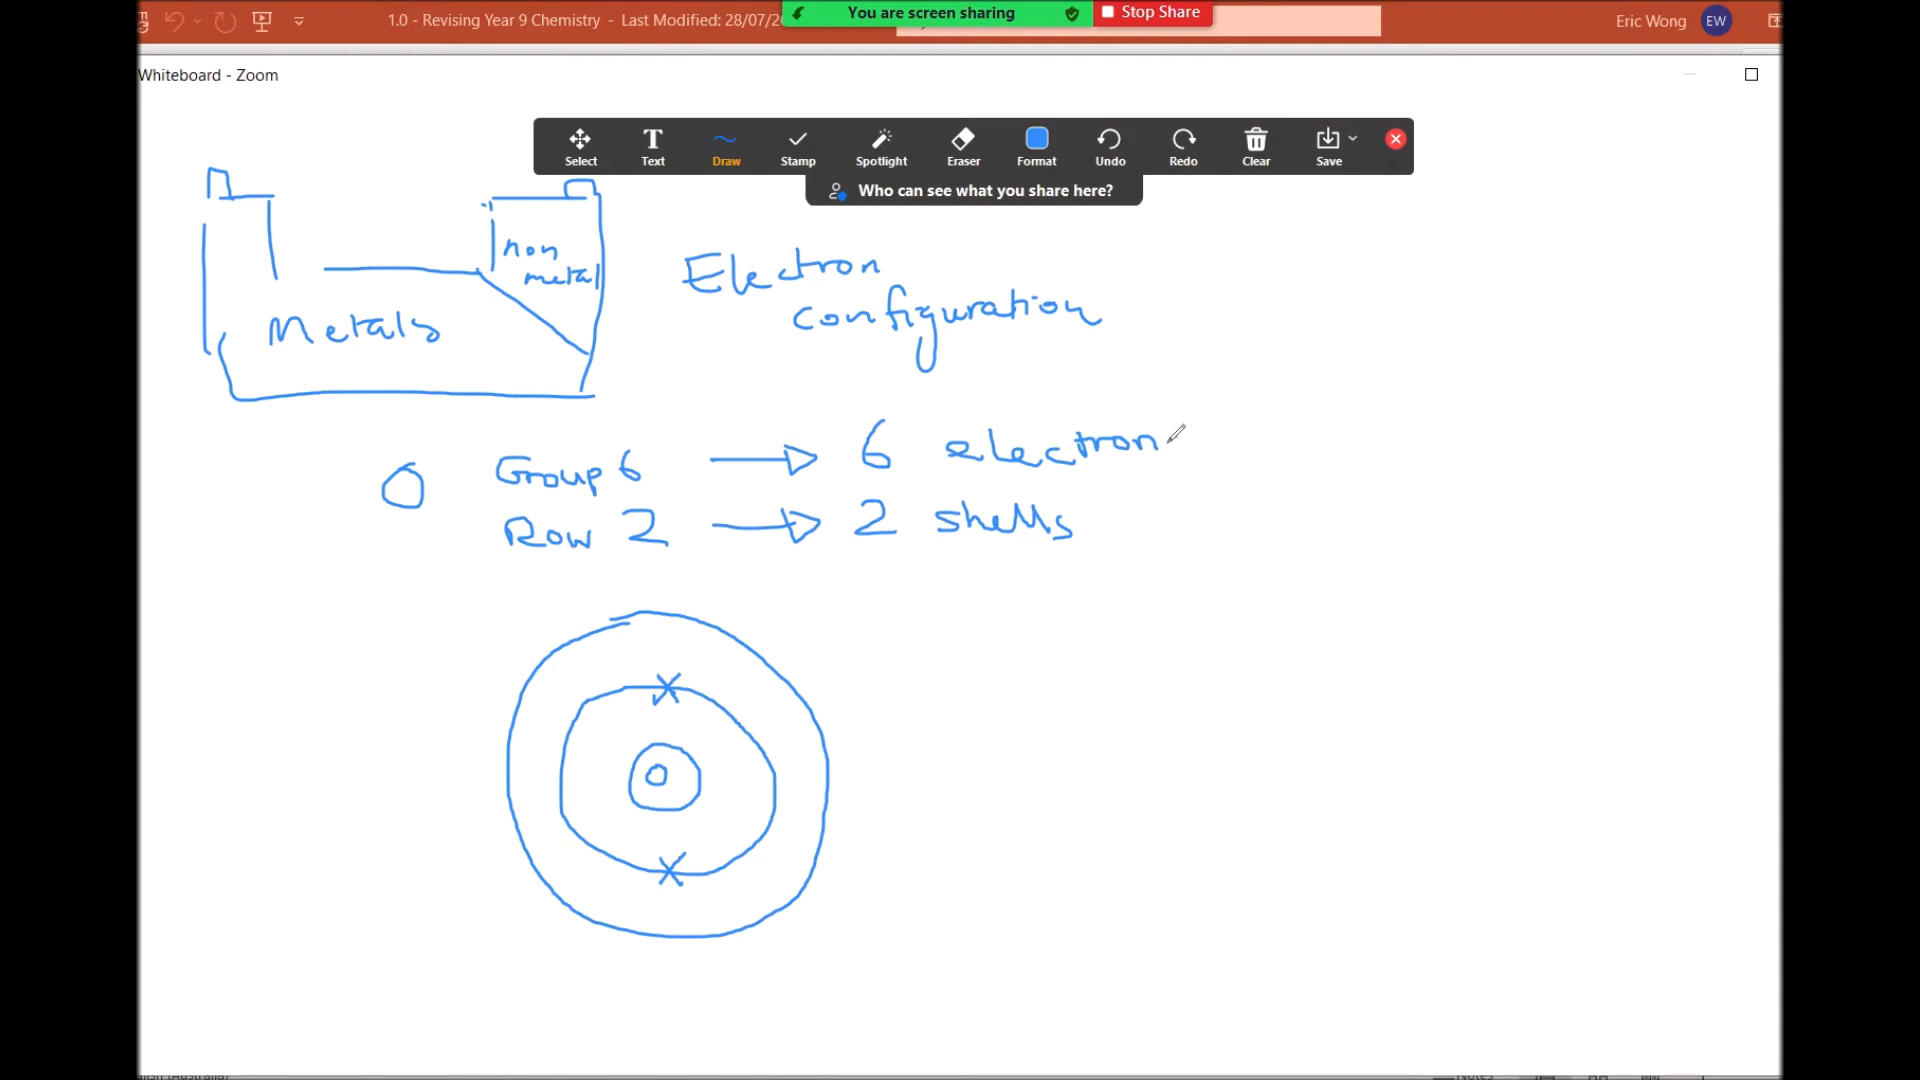 1.0 - Revising Year 9 Chemistry - Last Modified: 28/07/20
You are screen sharing
Stop Share
Eric Wong
EW
Whiteboard - Zoom
Select
Text
Draw
Stamp
Spotlight
Eraser
Format
Undo
Redo
Clear
Save
Who can see what you share here?
non
metal
Metals
Electron
configuration
O
Group 6
6 electron
Row 2
2 shells
O